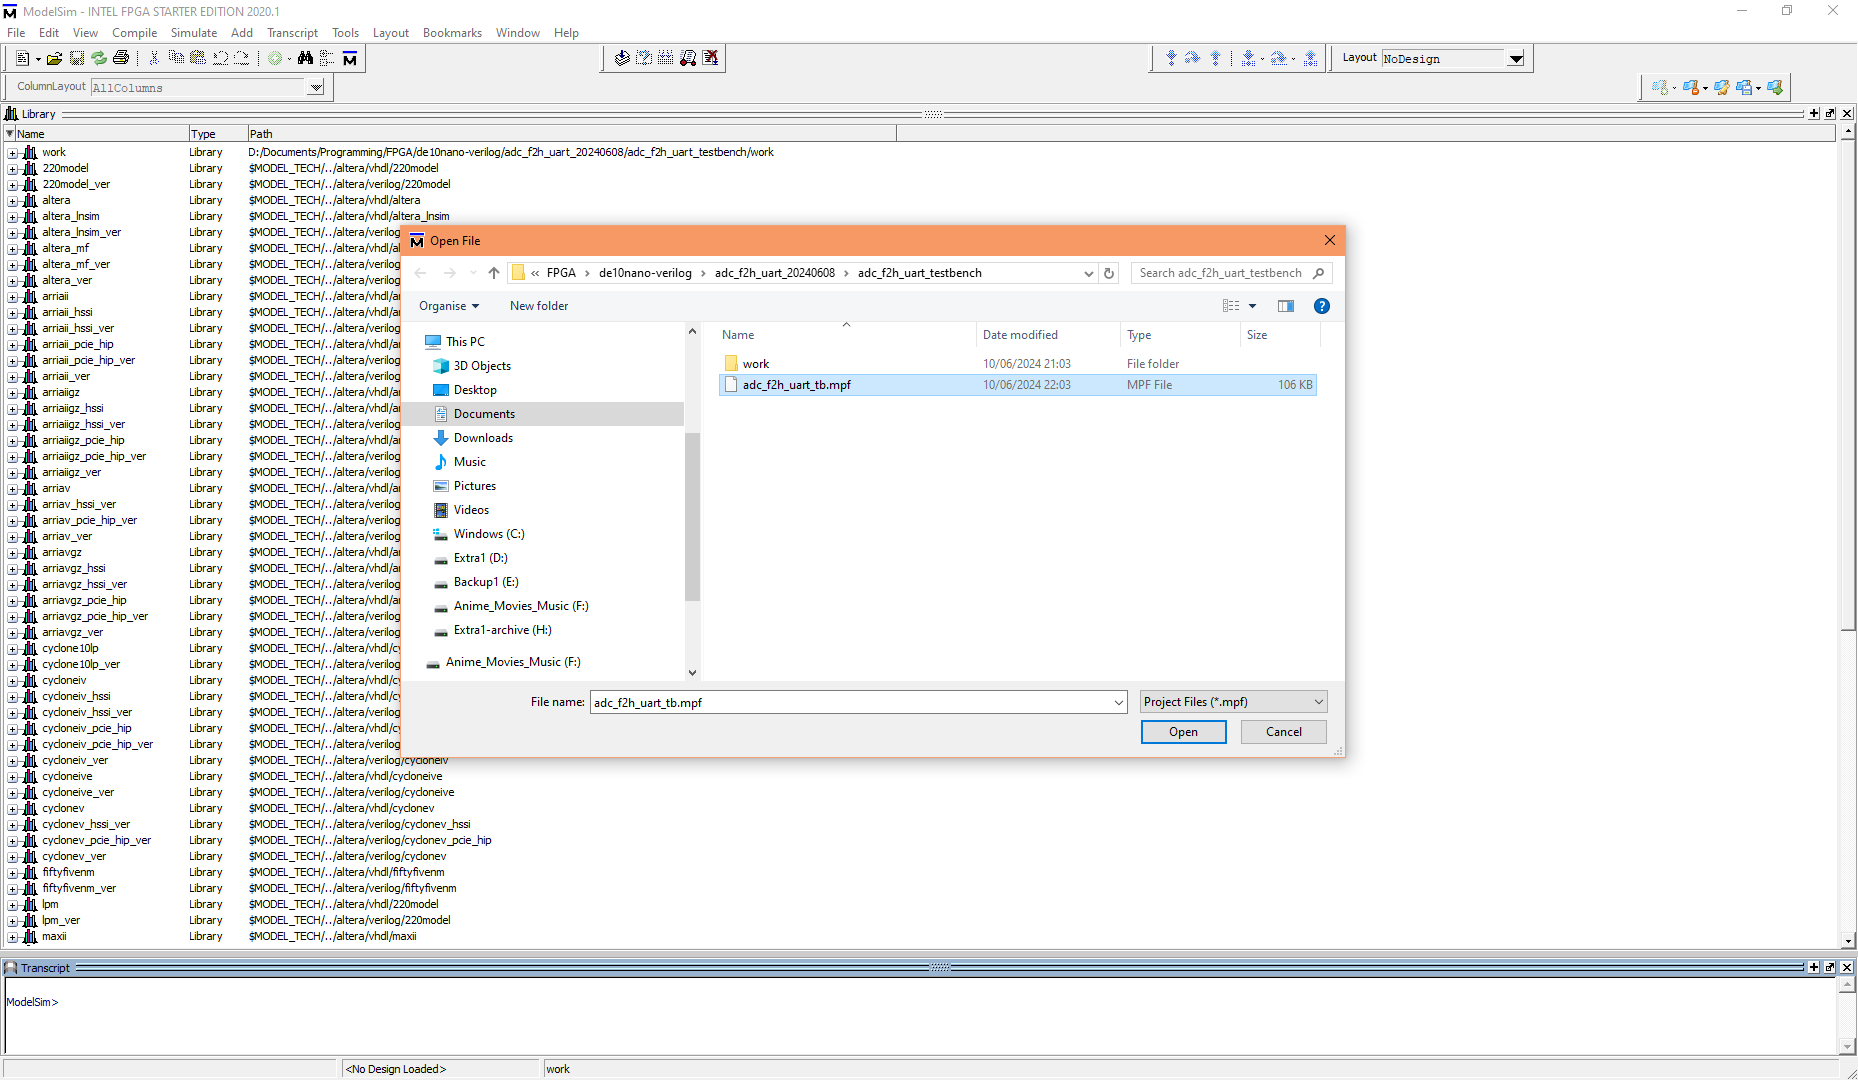 ModelSim - INTEL FPGA STARTER EDITION 2020.1
File Edit View Compile Simulate Add Transcript Tools Layout Bookmarks Window Help
Layout NoDesign
ColumnLayout AllColumns
Library
Name Type Path
work Library D:/Documents/Programming/FPGA/de10nano-verilog/adc_f2h_uart_20240608/adc_f2h_uart_testbench/work
220model Library $MODEL_TECH/../altera/vhdl/220model
220model_ver Library $MODEL_TECH/../altera/verilog/220model
altera Library $MODEL_TECH/../altera/vhdl/altera
altera_lnsim Library $MODEL_TECH/../altera/vhdl/altera_lnsim
altera_lnsim_ver Library $MODEL_TECH/../altera/verilog
altera_mf Library $MODEL_TECH/../altera/vhdl/al
altera_mf_ver Library $MODEL_TECH/../altera/verilog
altera_ver Library $MODEL_TECH/../altera/verilog
arriaii Library $MODEL_TECH/../altera/vhdl/ar
arriaii_hssi Library $MODEL_TECH/../altera/vhdl/ar
arriaii_hssi_ver Library $MODEL_TECH/../altera/verilog
arriaii_pcie_hip Library $MODEL_TECH/../altera/vhdl/ar
arriaii_pcie_hip_ver Library $MODEL_TECH/../altera/verilog
arriaii_ver Library $MODEL_TECH/../altera/verilog
arriaiigz Library $MODEL_TECH/../altera/vhdl/ar
arriaiigz_hssi Library $MODEL_TECH/../altera/vhdl/ar
arriaiigz_hssi_ver Library $MODEL_TECH/../altera/verilog
arriaiigz_pcie_hip Library $MODEL_TECH/../altera/vhdl/ar
arriaiigz_pcie_hip_ver Library $MODEL_TECH/../altera/verilog
arriaiigz_ver Library $MODEL_TECH/../altera/verilog
arriav Library $MODEL_TECH/../altera/vhdl/ar
arriav_hssi_ver Library $MODEL_TECH/../altera/verilog
arriav_pcie_hip_ver Library $MODEL_TECH/../altera/verilog
arriav_ver Library $MODEL_TECH/../altera/verilog
arriavgz Library $MODEL_TECH/../altera/vhdl/ar
arriavgz_hssi Library $MODEL_TECH/../altera/vhdl/ar
arriavgz_hssi_ver Library $MODEL_TECH/../altera/verilog
arriavgz_pcie_hip Library $MODEL_TECH/../altera/vhdl/ar
arriavgz_pcie_hip_ver Library $MODEL_TECH/../altera/verilog
arriavgz_ver Library $MODEL_TECH/../altera/verilog
cyclone10lp Library $MODEL_TECH/../altera/vhdl/cy
cyclone10lp_ver Library $MODEL_TECH/../altera/verilog
cycloneiv Library $MODEL_TECH/../altera/vhdl/cy
cycloneiv_hssi Library $MODEL_TECH/../altera/vhdl/cy
cycloneiv_hssi_ver Library $MODEL_TECH/../altera/verilog
cycloneiv_pcie_hip Library $MODEL_TECH/../altera/vhdl/cy
cycloneiv_pcie_hip_ver Library $MODEL_TECH/../altera/verilog
cycloneiv_ver Library $MODEL_TECH/../altera/verilog/cycloneiv
cycloneive Library $MODEL_TECH/../altera/vhdl/cycloneive
cycloneive_ver Library $MODEL_TECH/../altera/verilog/cycloneive
cyclonev Library $MODEL_TECH/../altera/vhdl/cyclonev
cyclonev_hssi_ver Library $MODEL_TECH/../altera/verilog/cyclonev_hssi
cyclonev_pcie_hip_ver Library $MODEL_TECH/../altera/verilog/cyclonev_pcie_hip
cyclonev_ver Library $MODEL_TECH/../altera/verilog/cyclonev
fiftyfivenm Library $MODEL_TECH/../altera/vhdl/fiftyfivenm
fiftyfivenm_ver Library $MODEL_TECH/../altera/verilog/fiftyfivenm
lpm Library $MODEL_TECH/../altera/vhdl/220model
lpm_ver Library $MODEL_TECH/../altera/verilog/220model
maxii Library $MODEL_TECH/../altera/vhdl/maxii
Open File
« FPGA › de10nano-verilog › adc_f2h_uart_20240608 › adc_f2h_uart_testbench
Search adc_f2h_uart_testbench
Organise New folder
This PC
3D Objects
Desktop
Documents
Downloads
Music
Pictures
Videos
Windows (C:)
Extra1 (D:)
Backup1 (E:)
Anime_Movies_Music (F:)
Extra1-archive (H:)
Anime_Movies_Music (F:)
Name Date modified Type Size
work 10/06/2024 21:03 File folder
adc_f2h_uart_tb.mpf 10/06/2024 22:03 MPF File 106 KB
File name: adc_f2h_uart_tb.mpf Project Files (*.mpf)
Open Cancel
Transcript
ModelSim>
<No Design Loaded> work